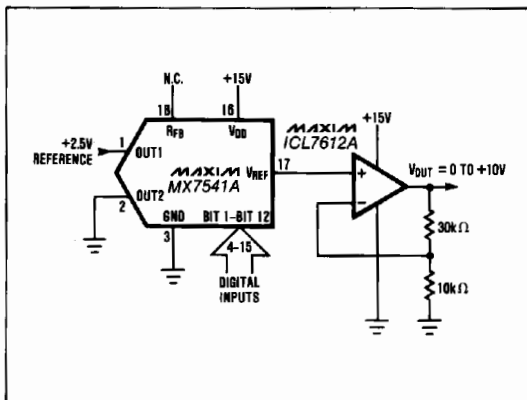 N.C.
+15V
18
16
RFB
VDD
+2.5V
REFERENCE
1
OUT1
MAXIM
MX7541A
VREF
17
OUT2
2
GND
BIT 1–BIT 12
3
4-15
DIGITAL
INPUTS
MAXIM
ICL7612A
+15V
+
−
VOUT = 0 TO +10V
30kΩ
10kΩ